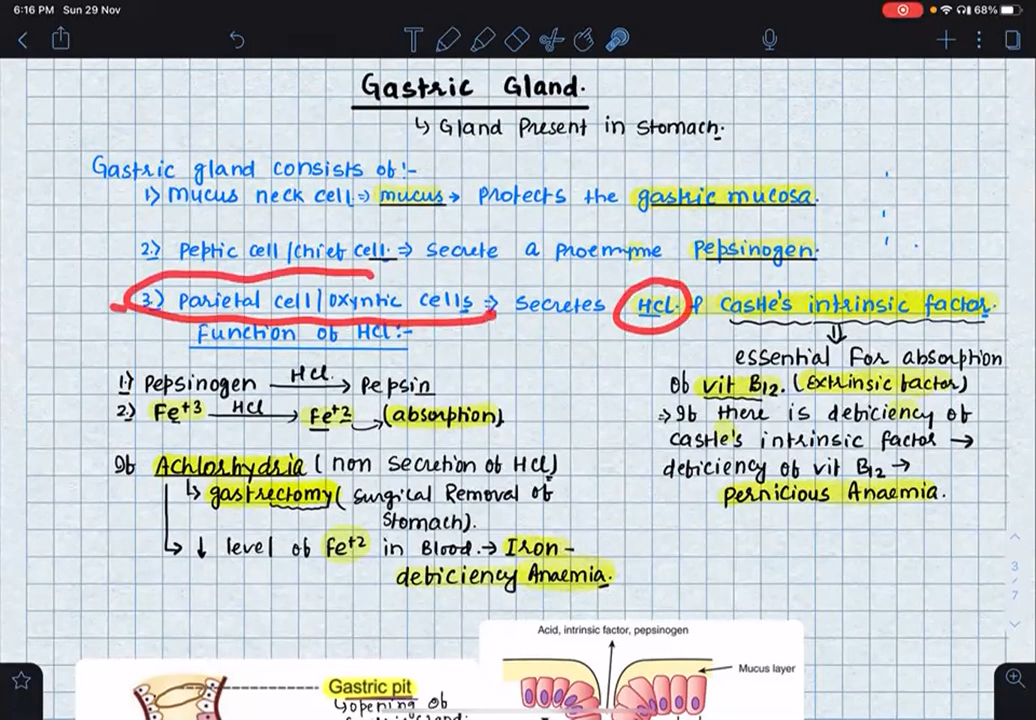 6:16 PM Sun 29 Nov
68%
Gastric Gland.
↳ Gland Present in Stomach.
Gastric gland consists of:-
1) Mucus neck cell ⇒ mucus → protects the gastric mucosa.
2) Peptic cell/chief cell ⇒ Secrete a proenzyme Pepsinogen.
3) Parietal cell/Oxyntic cells ⇒ Secretes HCl & Castle's intrinsic factor.
Function of HCl:-
1) Pepsinogen HCl → Pepsin
2) Fe+3 HCl → Fe+2 → (absorption)
If Achlorhydria (non Secretion of HCl)
↳ gastrectomy (Surgical Removal of
Stomach).
↳ ↓ level of Fe+2 in Blood. → Iron-
deficiency Anaemia.
essential For absorption
of vit B12. (Extrinsic factor)
⇒ If there is deficiency of
castle's intrinsic factor →
deficiency of vit B12 →
pernicious Anaemia.
3
7
Gastric pit
↳ opening of
Acid, intrinsic factor, pepsinogen
Mucus layer